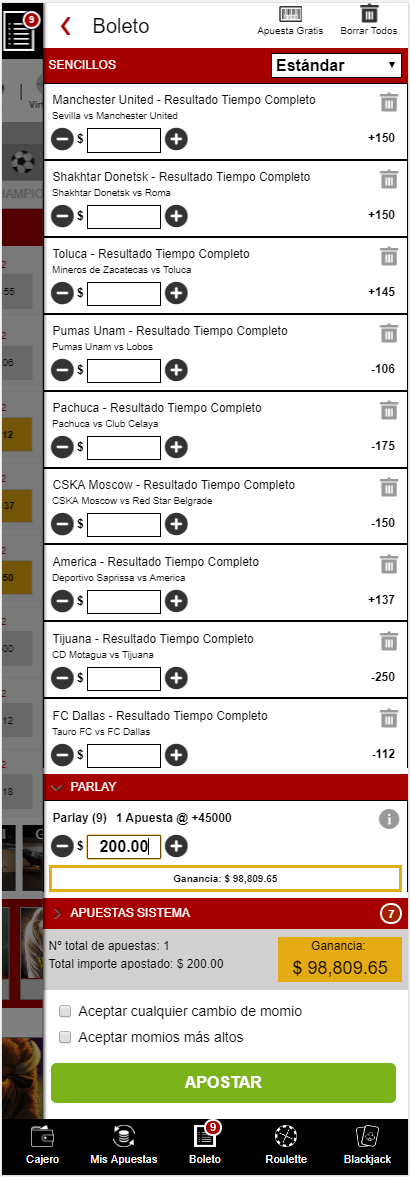 9
Boleto
Apuesta Gratis
Borrar Todos
SENCILLOS
Estándar
Manchester United - Resultado Tiempo Completo
Sevilla vs Manchester United
$
+150
Shakhtar Donetsk - Resultado Tiempo Completo
Shakhtar Donetsk vs Roma
$
+150
Toluca - Resultado Tiempo Completo
Mineros de Zacatecas vs Toluca
$
+145
Pumas Unam - Resultado Tiempo Completo
Pumas Unam vs Lobos
$
-106
Pachuca - Resultado Tiempo Completo
Pachuca vs Club Celaya
$
-175
CSKA Moscow - Resultado Tiempo Completo
CSKA Moscow vs Red Star Belgrade
$
-150
America - Resultado Tiempo Completo
Deportivo Saprissa vs America
$
+137
Tijuana - Resultado Tiempo Completo
CD Motagua vs Tijuana
$
-250
FC Dallas - Resultado Tiempo Completo
Tauro FC vs FC Dallas
$
-112
PARLAY
Parlay (9) 1 Apuesta @ +45000
$ 200.00
Ganancia: $ 98,809.65
APUESTAS SISTEMA
7
Nº total de apuestas: 1
Total importe apostado: $ 200.00
Ganancia:
$ 98,809.65
Aceptar cualquier cambio de momio
Aceptar momios más altos
APOSTAR
Cajero
Mis Apuestas
9
Boleto
Roulette
Blackjack